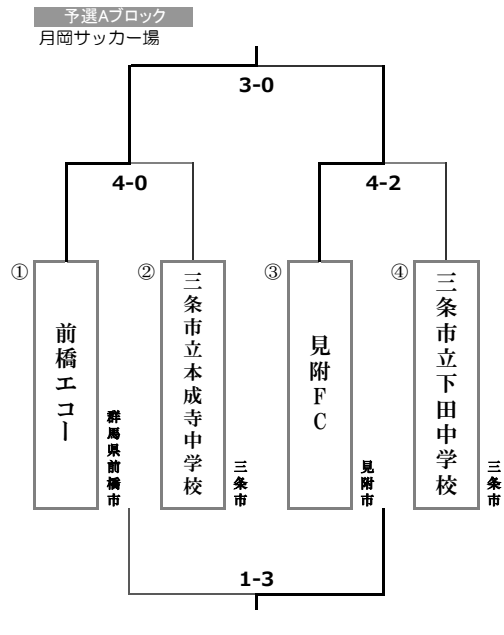 予選Aブロック
月岡サッカー場
3-0
4-0
4-2
①
前橋エコー
群馬県前橋市
②
三条市立本成寺中学校
三条市
③
見附FC
見附市
④
三条市立下田中学校
三条市
1-3